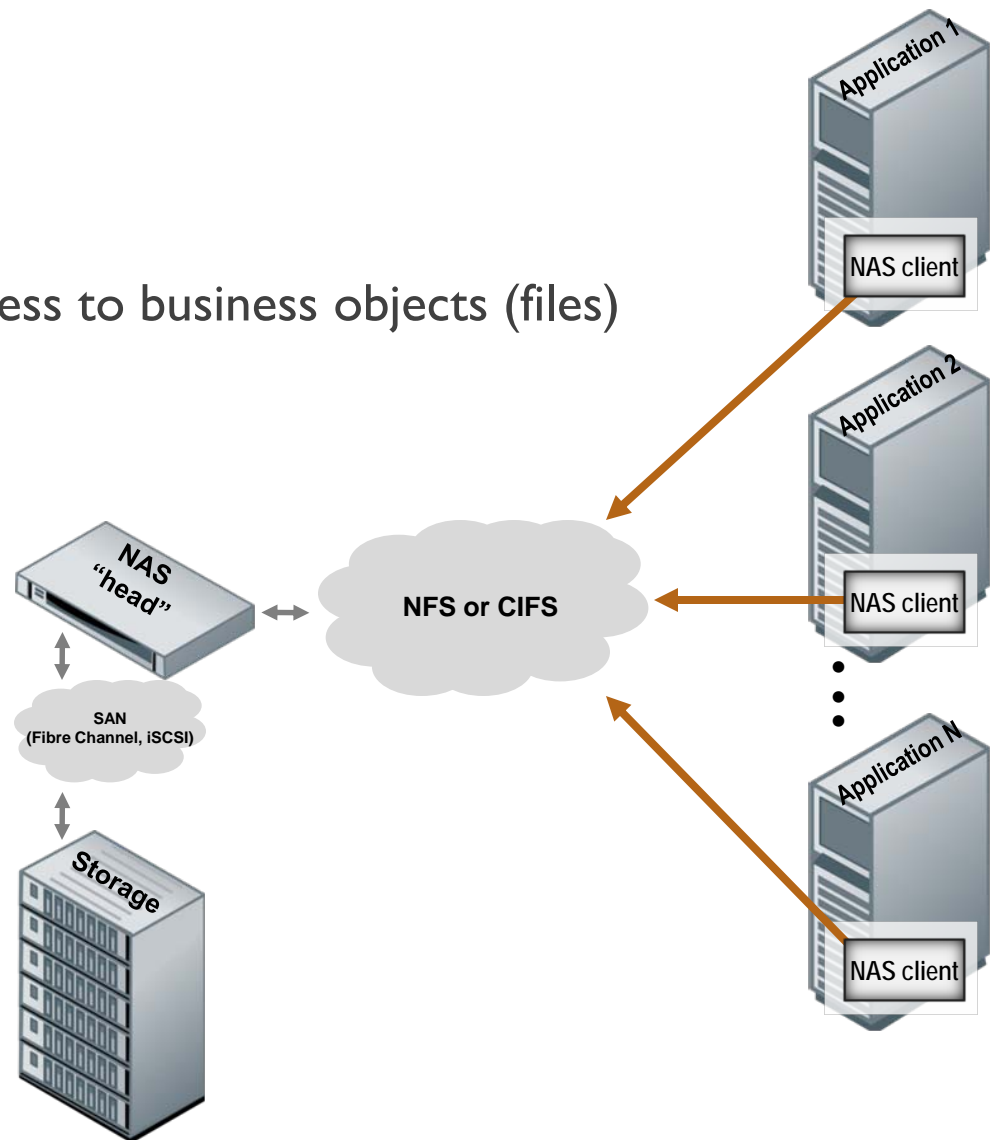 Application 1
NAS client
ess to business objects (files)
Application 2
NAS
“head”
NFS or CIFS
NAS client
SAN
(Fibre Channel, iSCSI)
Application N
Storage
NAS client